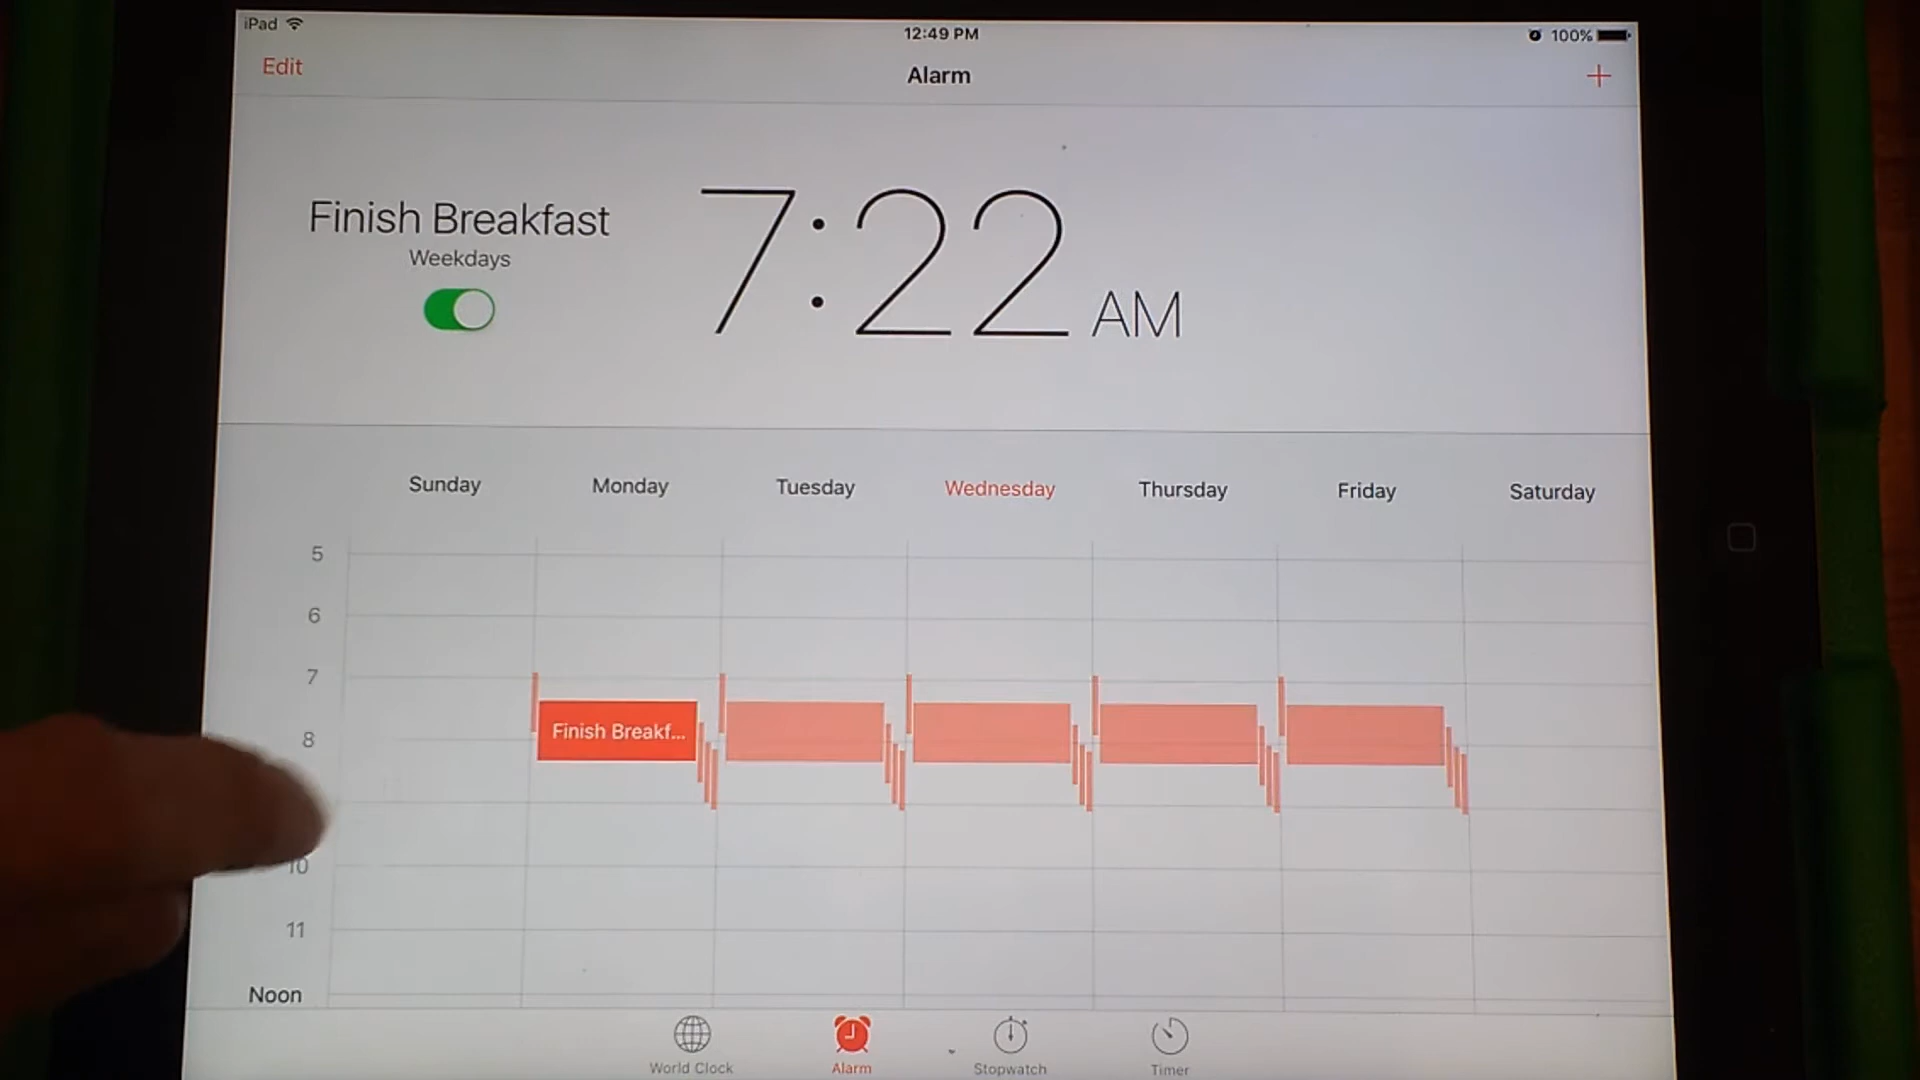 iPad
12:49 PM
100%
Edit
Alarm
+
Finish Breakfast
Weekdays
7:22 AM
Sunday Monday Tuesday Wednesday Thursday Friday Saturday
5
6
7
Finish Breakf...
8
10
11
Noon
World Clock Alarm Stopwatch Timer